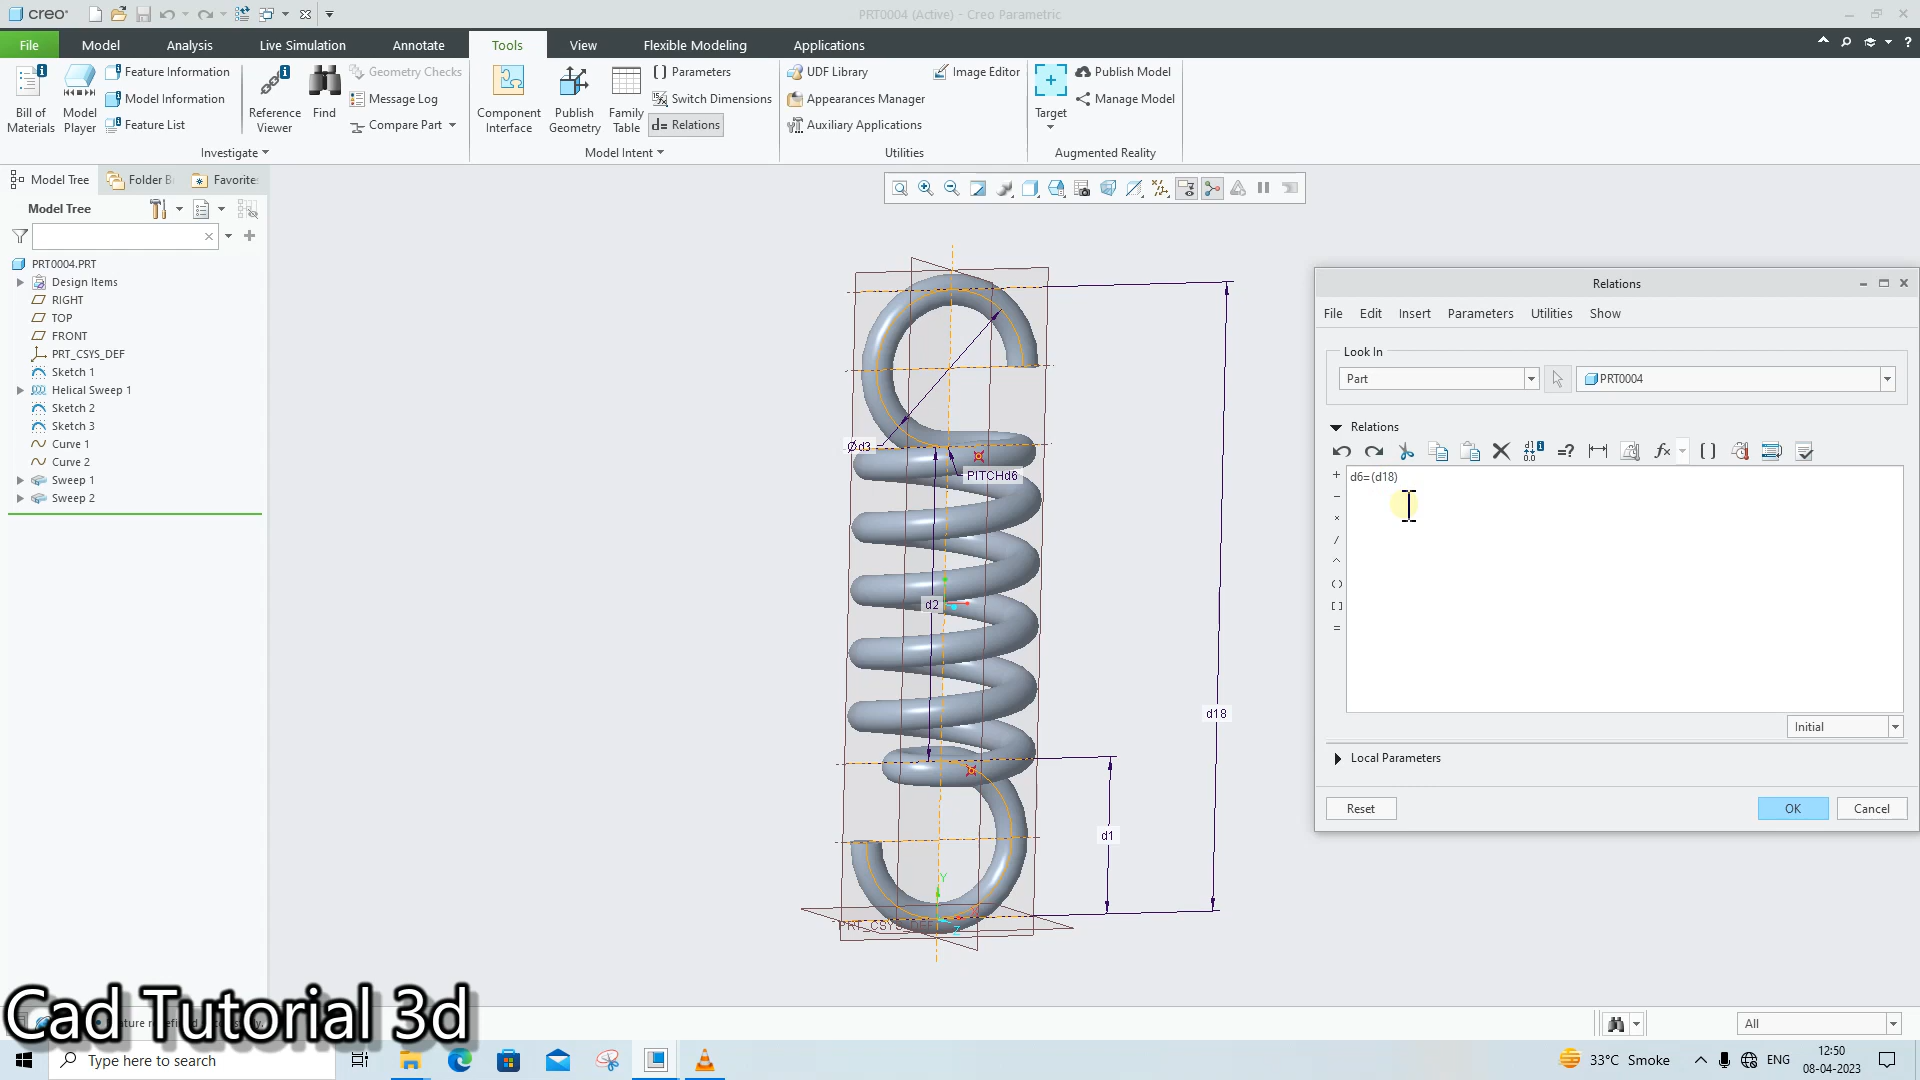 creo
PRT0004 (Active) - Creo Parametric
File
Model
Analysis
Live Simulation
Annotate
Tools
View
Flexible Modeling
Applications
Bill of
Materials
Model
Player
Feature Information
Model Information
Feature List
Reference
Viewer
Find
Geometry Checks
Message Log
Compare Part
Investigate
Component
Interface
Publish
Geometry
Family
Table
Parameters
Switch Dimensions
d= Relations
Model Intent
UDF Library
Appearances Manager
Auxiliary Applications
Image Editor
Utilities
Target
Publish Model
Manage Model
Augmented Reality
Model Tree
Folder B
Favorite
Model Tree
PRT0004.PRT
Design Items
RIGHT
TOP
FRONT
PRT_CSYS_DEF
Sketch 1
Helical Sweep 1
Sketch 2
Sketch 3
Curve 1
Curve 2
Sweep 1
Sweep 2
Ød3
PITCHd6
d2
d18
d1
Y
X
Z
PRT_CSYS_DEF
Relations
File
Edit
Insert
Parameters
Utilities
Show
Look In
Part
PRT0004
Relations
d6=(d18)
Initial
Local Parameters
Reset
OK
Cancel
Cad Tutorial 3d
All
Type here to search
33°C Smoke
ENG
12:50
08-04-2023